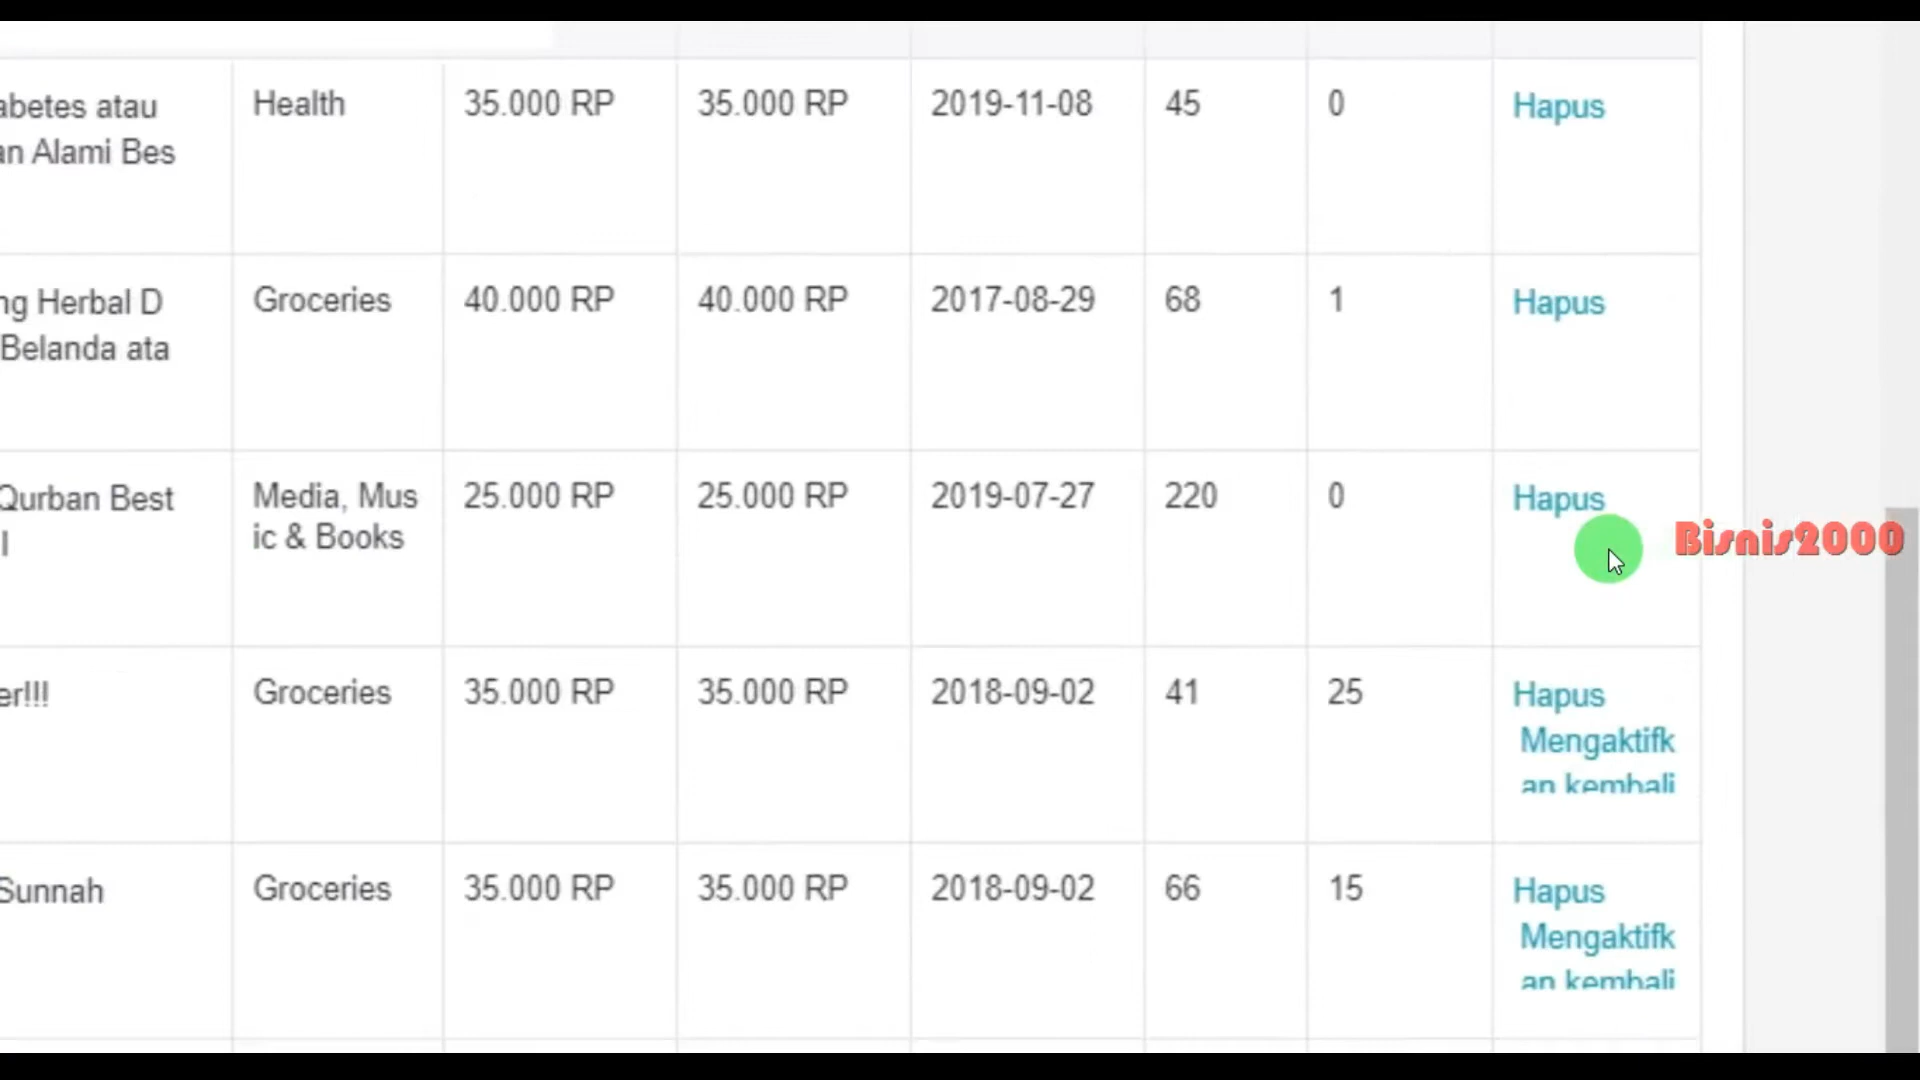 abetes atau
an Alami Bes
Health
35.000 RP
35.000 RP
2019-11-08
45
0
Hapus
ng Herbal D
Belanda ata
Groceries
40.000 RP
40.000 RP
2017-08-29
68
1
Hapus
Qurban Best
l
Media, Mus
ic & Books
25.000 RP
25.000 RP
2019-07-27
220
0
Hapus
Bisnis2000
er!!!
Groceries
35.000 RP
35.000 RP
2018-09-02
41
25
Hapus
Mengaktifk
an kembali
Sunnah
Groceries
35.000 RP
35.000 RP
2018-09-02
66
15
Hapus
Mengaktifk
an kembali